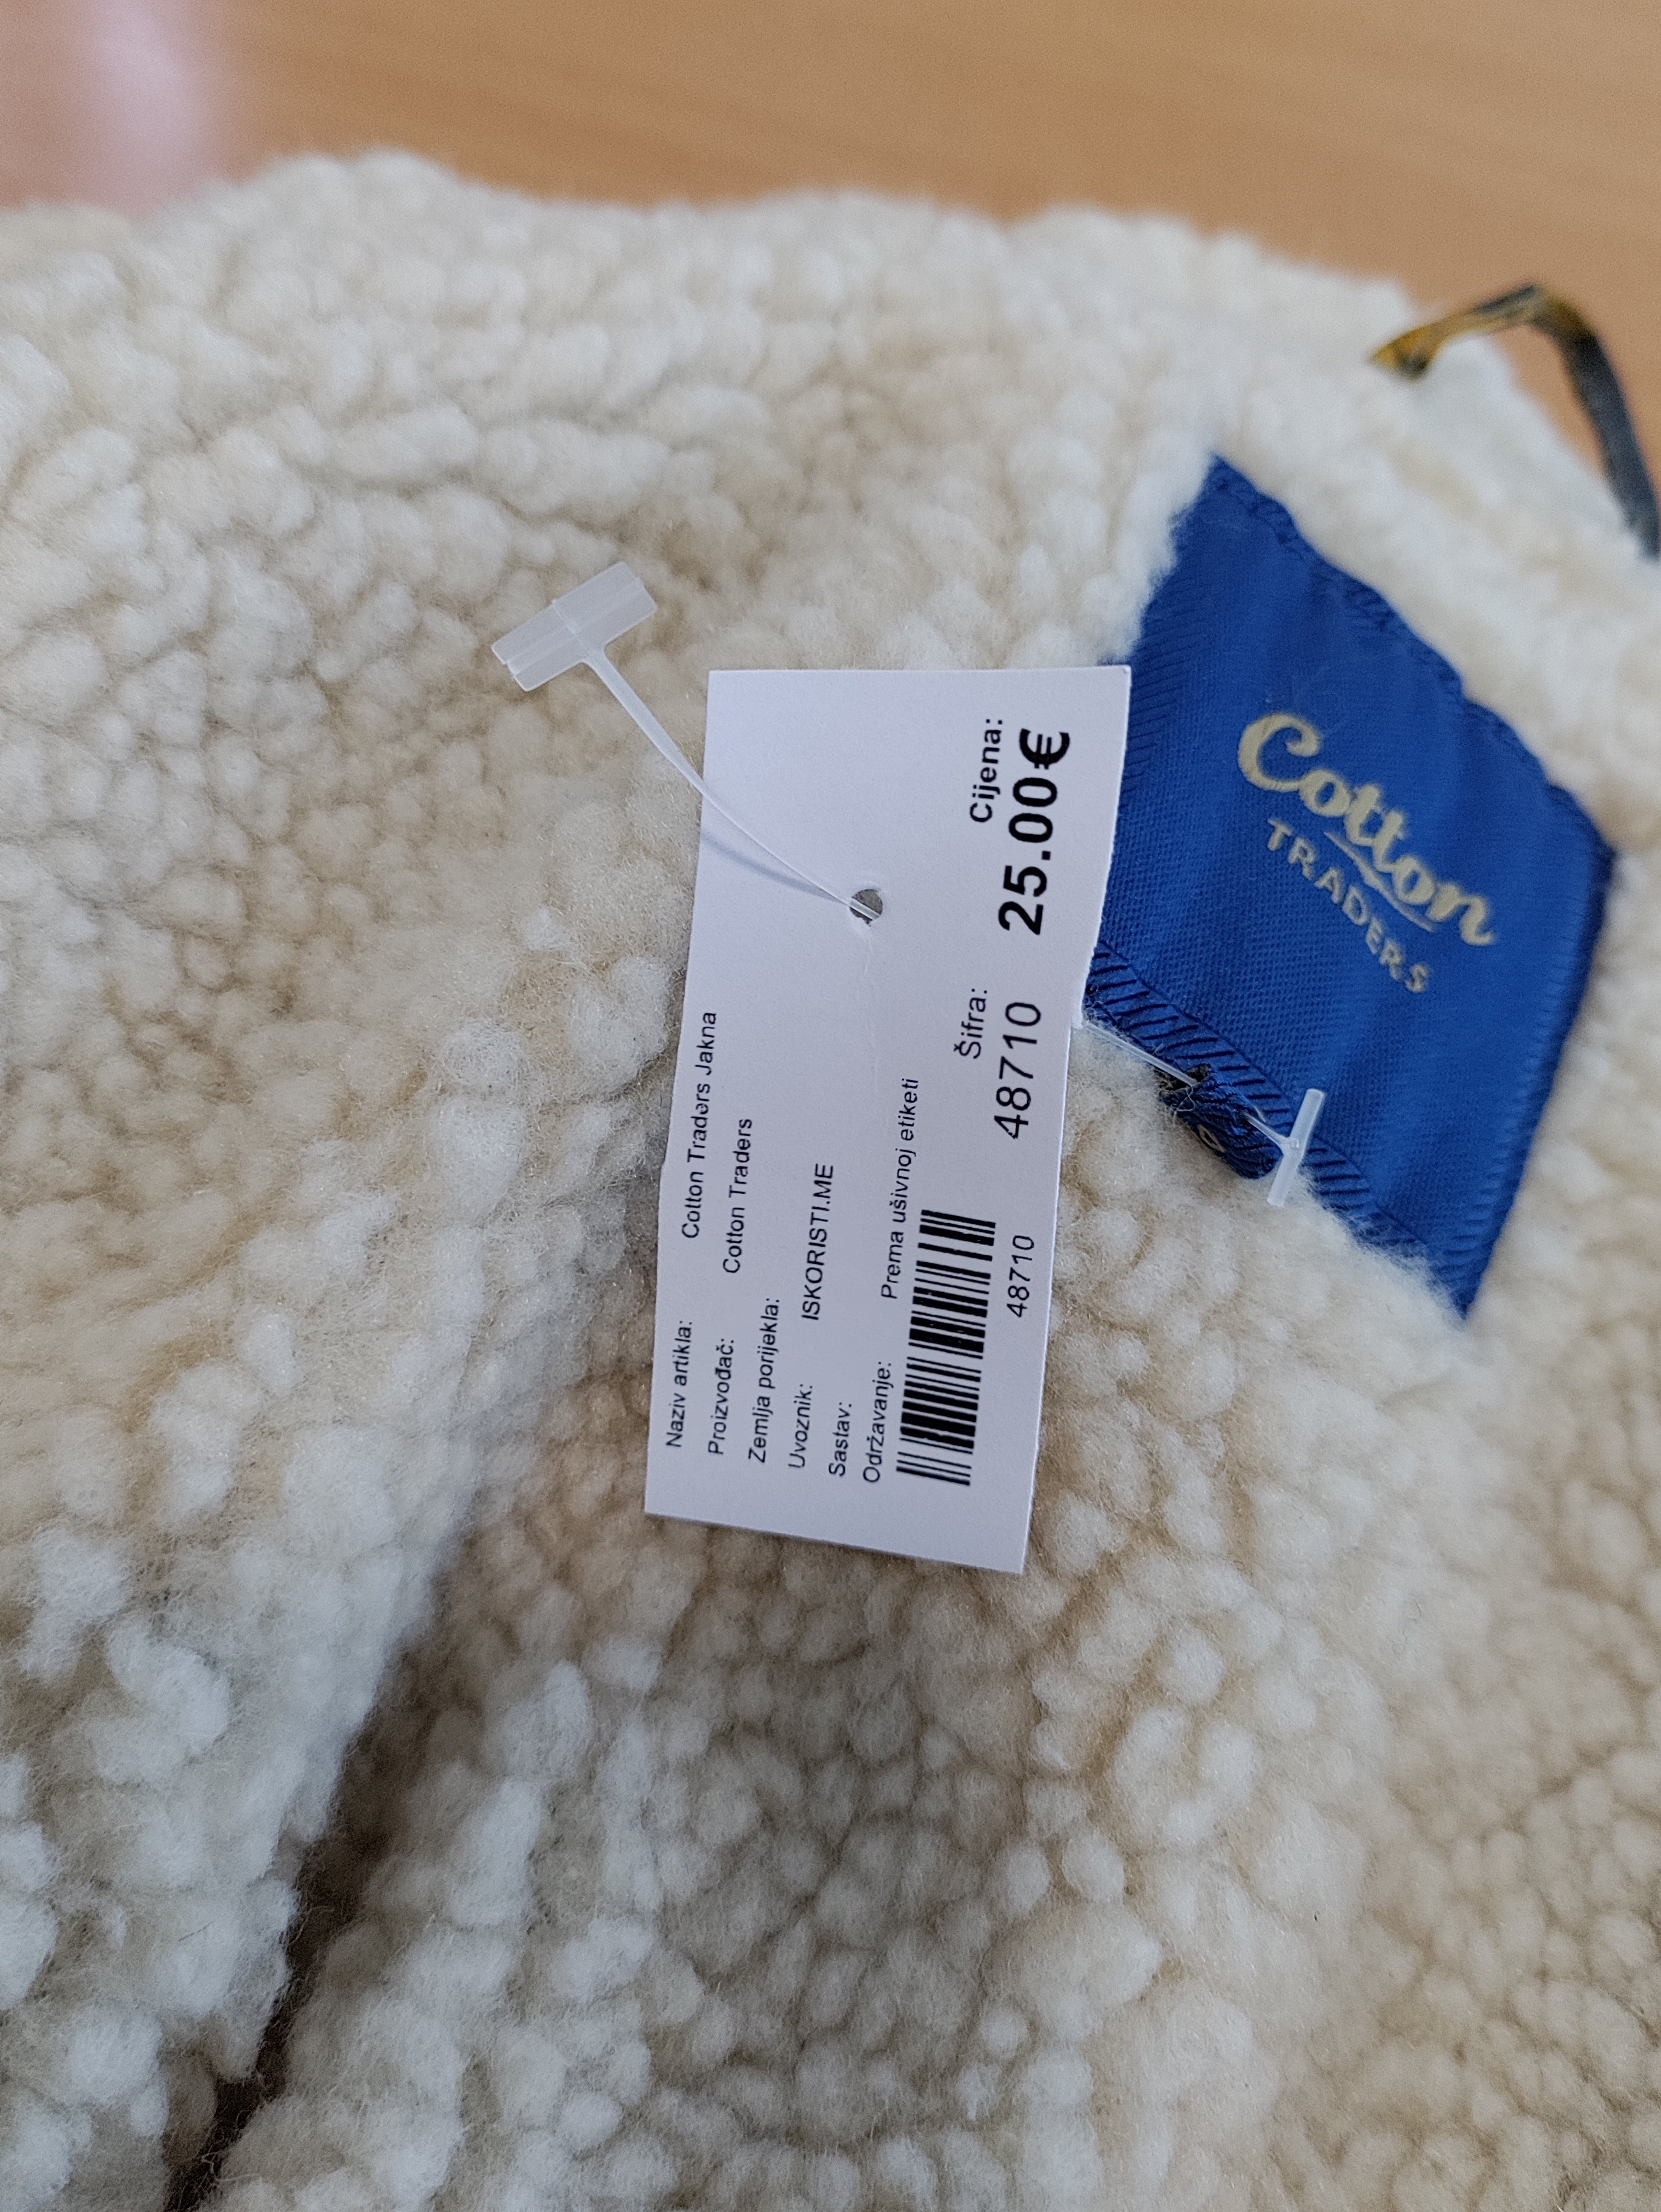 Naziv artikla: Cotton Traders Jakna
Proizvođač: Cotton Traders
Zemlja porijekla:
Uvoznik: ISKORISTI.ME
Sastav:
Održavanje: Prema ušivnoj etiketi
48710
Šifra:
48710
Cijena:
25.00€
Cotton
TRADERS